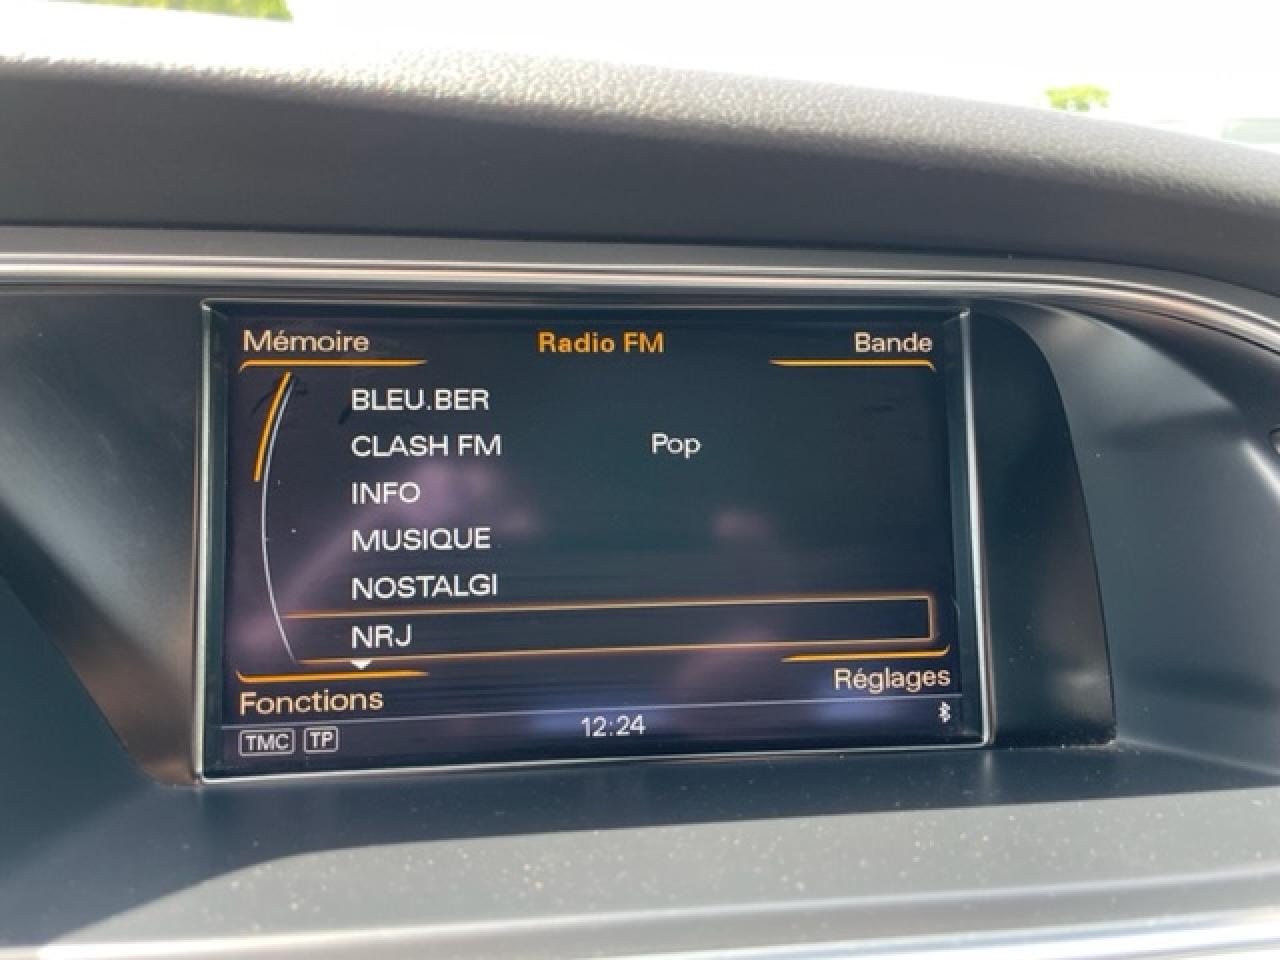 Mémoire Radio FM Bande
BLEU.BER
CLASH FM Pop
INFO
MUSIQUE
NOSTALGI
NRJ
Fonctions Réglages
TMC TP 12:24